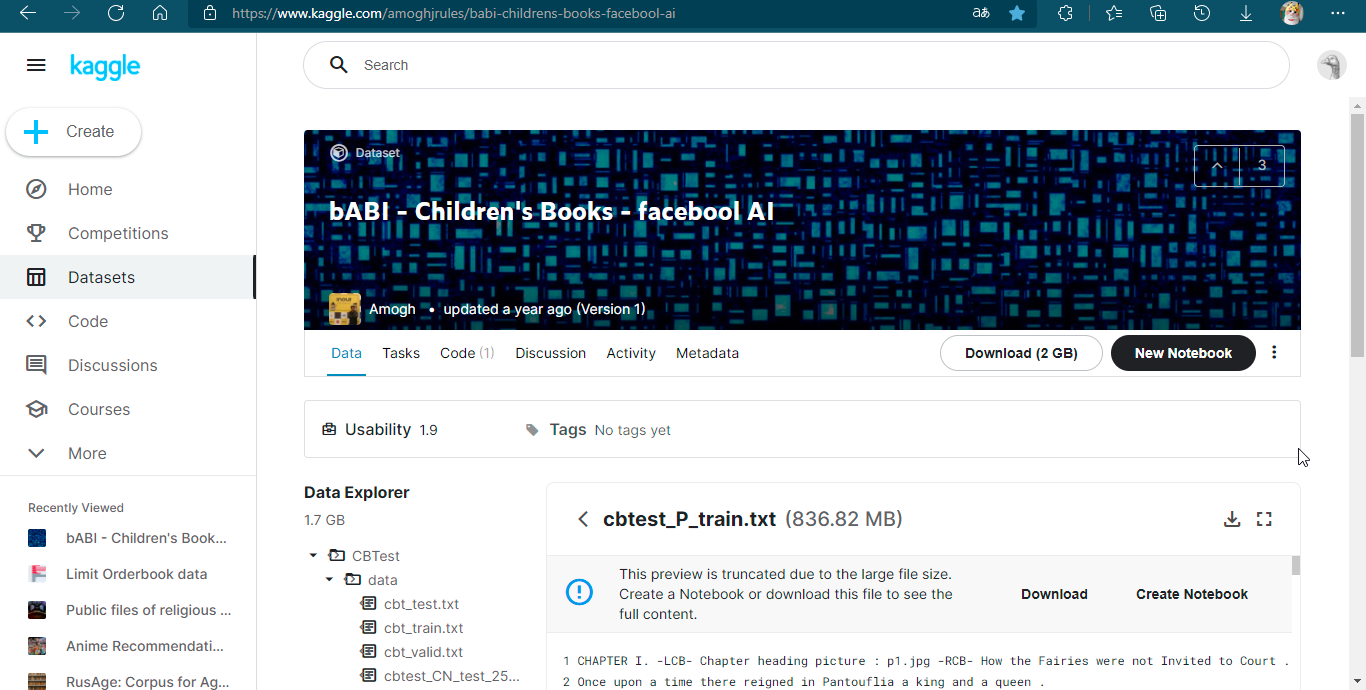 https://www.kaggle.com/amoghjrules/babi-childrens-books-facebool-ai
kaggle
Search
Create
Home
Competitions
Datasets
Code
Discussions
Courses
More
Recently Viewed
bABI - Children's Book...
Limit Orderbook data
Public files of religious ...
Anime Recommendati...
RusAge: Corpus for Ag...
Dataset
3
bABI - Children's Books - facebool AI
Amogh • updated a year ago (Version 1)
Data Tasks Code (1) Discussion Activity Metadata Download (2 GB) New Notebook
Usability 1.9 Tags No tags yet
Data Explorer
1.7 GB
CBTest
data
cbt_test.txt
cbt_train.txt
cbt_valid.txt
cbtest_CN_test_25...
cbtest_P_train.txt (836.82 MB)
This preview is truncated due to the large file size.
Create a Notebook or download this file to see the
full content.
Download Create Notebook
1 CHAPTER I. -LCB- Chapter heading picture : p1.jpg -RCB- How the Fairies were not Invited to Court .
2 Once upon a time there reigned in Pantouflia a king and a queen .